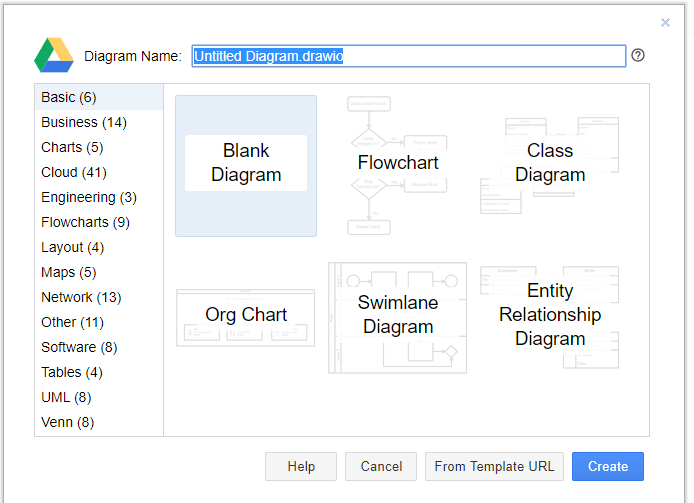 Diagram Name:
Untitled Diagram.drawio
Basic (6)
Business (14)
Charts (5)
Cloud (41)
Engineering (3)
Flowcharts (9)
Layout (4)
Maps (5)
Network (13)
Other (11)
Software (8)
Tables (4)
UML (8)
Venn (8)
Blank
Diagram
Flowchart
Class
Diagram
Org Chart
Swimlane
Diagram
Entity
Relationship
Diagram
Help
Cancel
From Template URL
Create